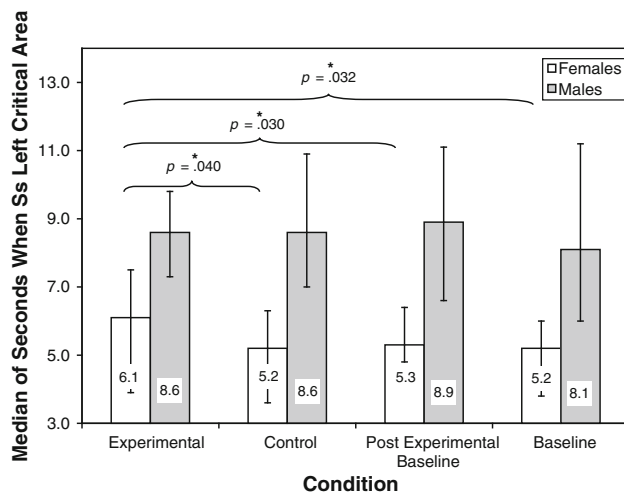 Median of Seconds When Ss Left Critical Area
13.0
11.0
9.0
7.0
5.0
3.0
Females
Males
*
p = .032
*
p = .030
*
p = .040
6.1
8.6
5.2
8.6
5.3
8.9
5.2
8.1
Experimental
Control
Post Experimental
Baseline
Baseline
Condition